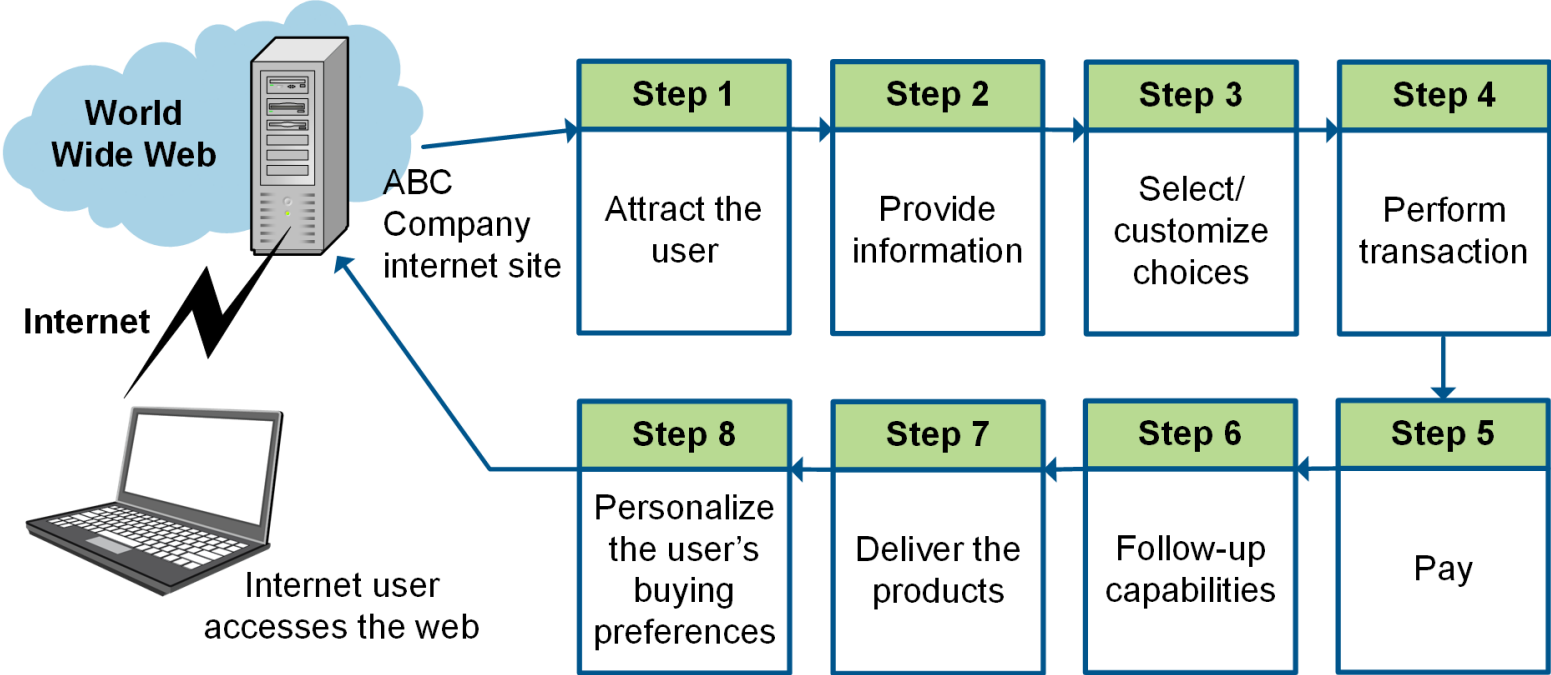 World
Wide Web
ABC
Company
internet site
Internet
Internet user
accesses the web
Step 1
Attract the
user
Step 2
Provide
information
Step 3
Select/
customize
choices
Step 4
Perform
transaction
Step 5
Pay
Step 6
Follow-up
capabilities
Step 7
Deliver the
products
Step 8
Personalize
the user’s
buying
preferences